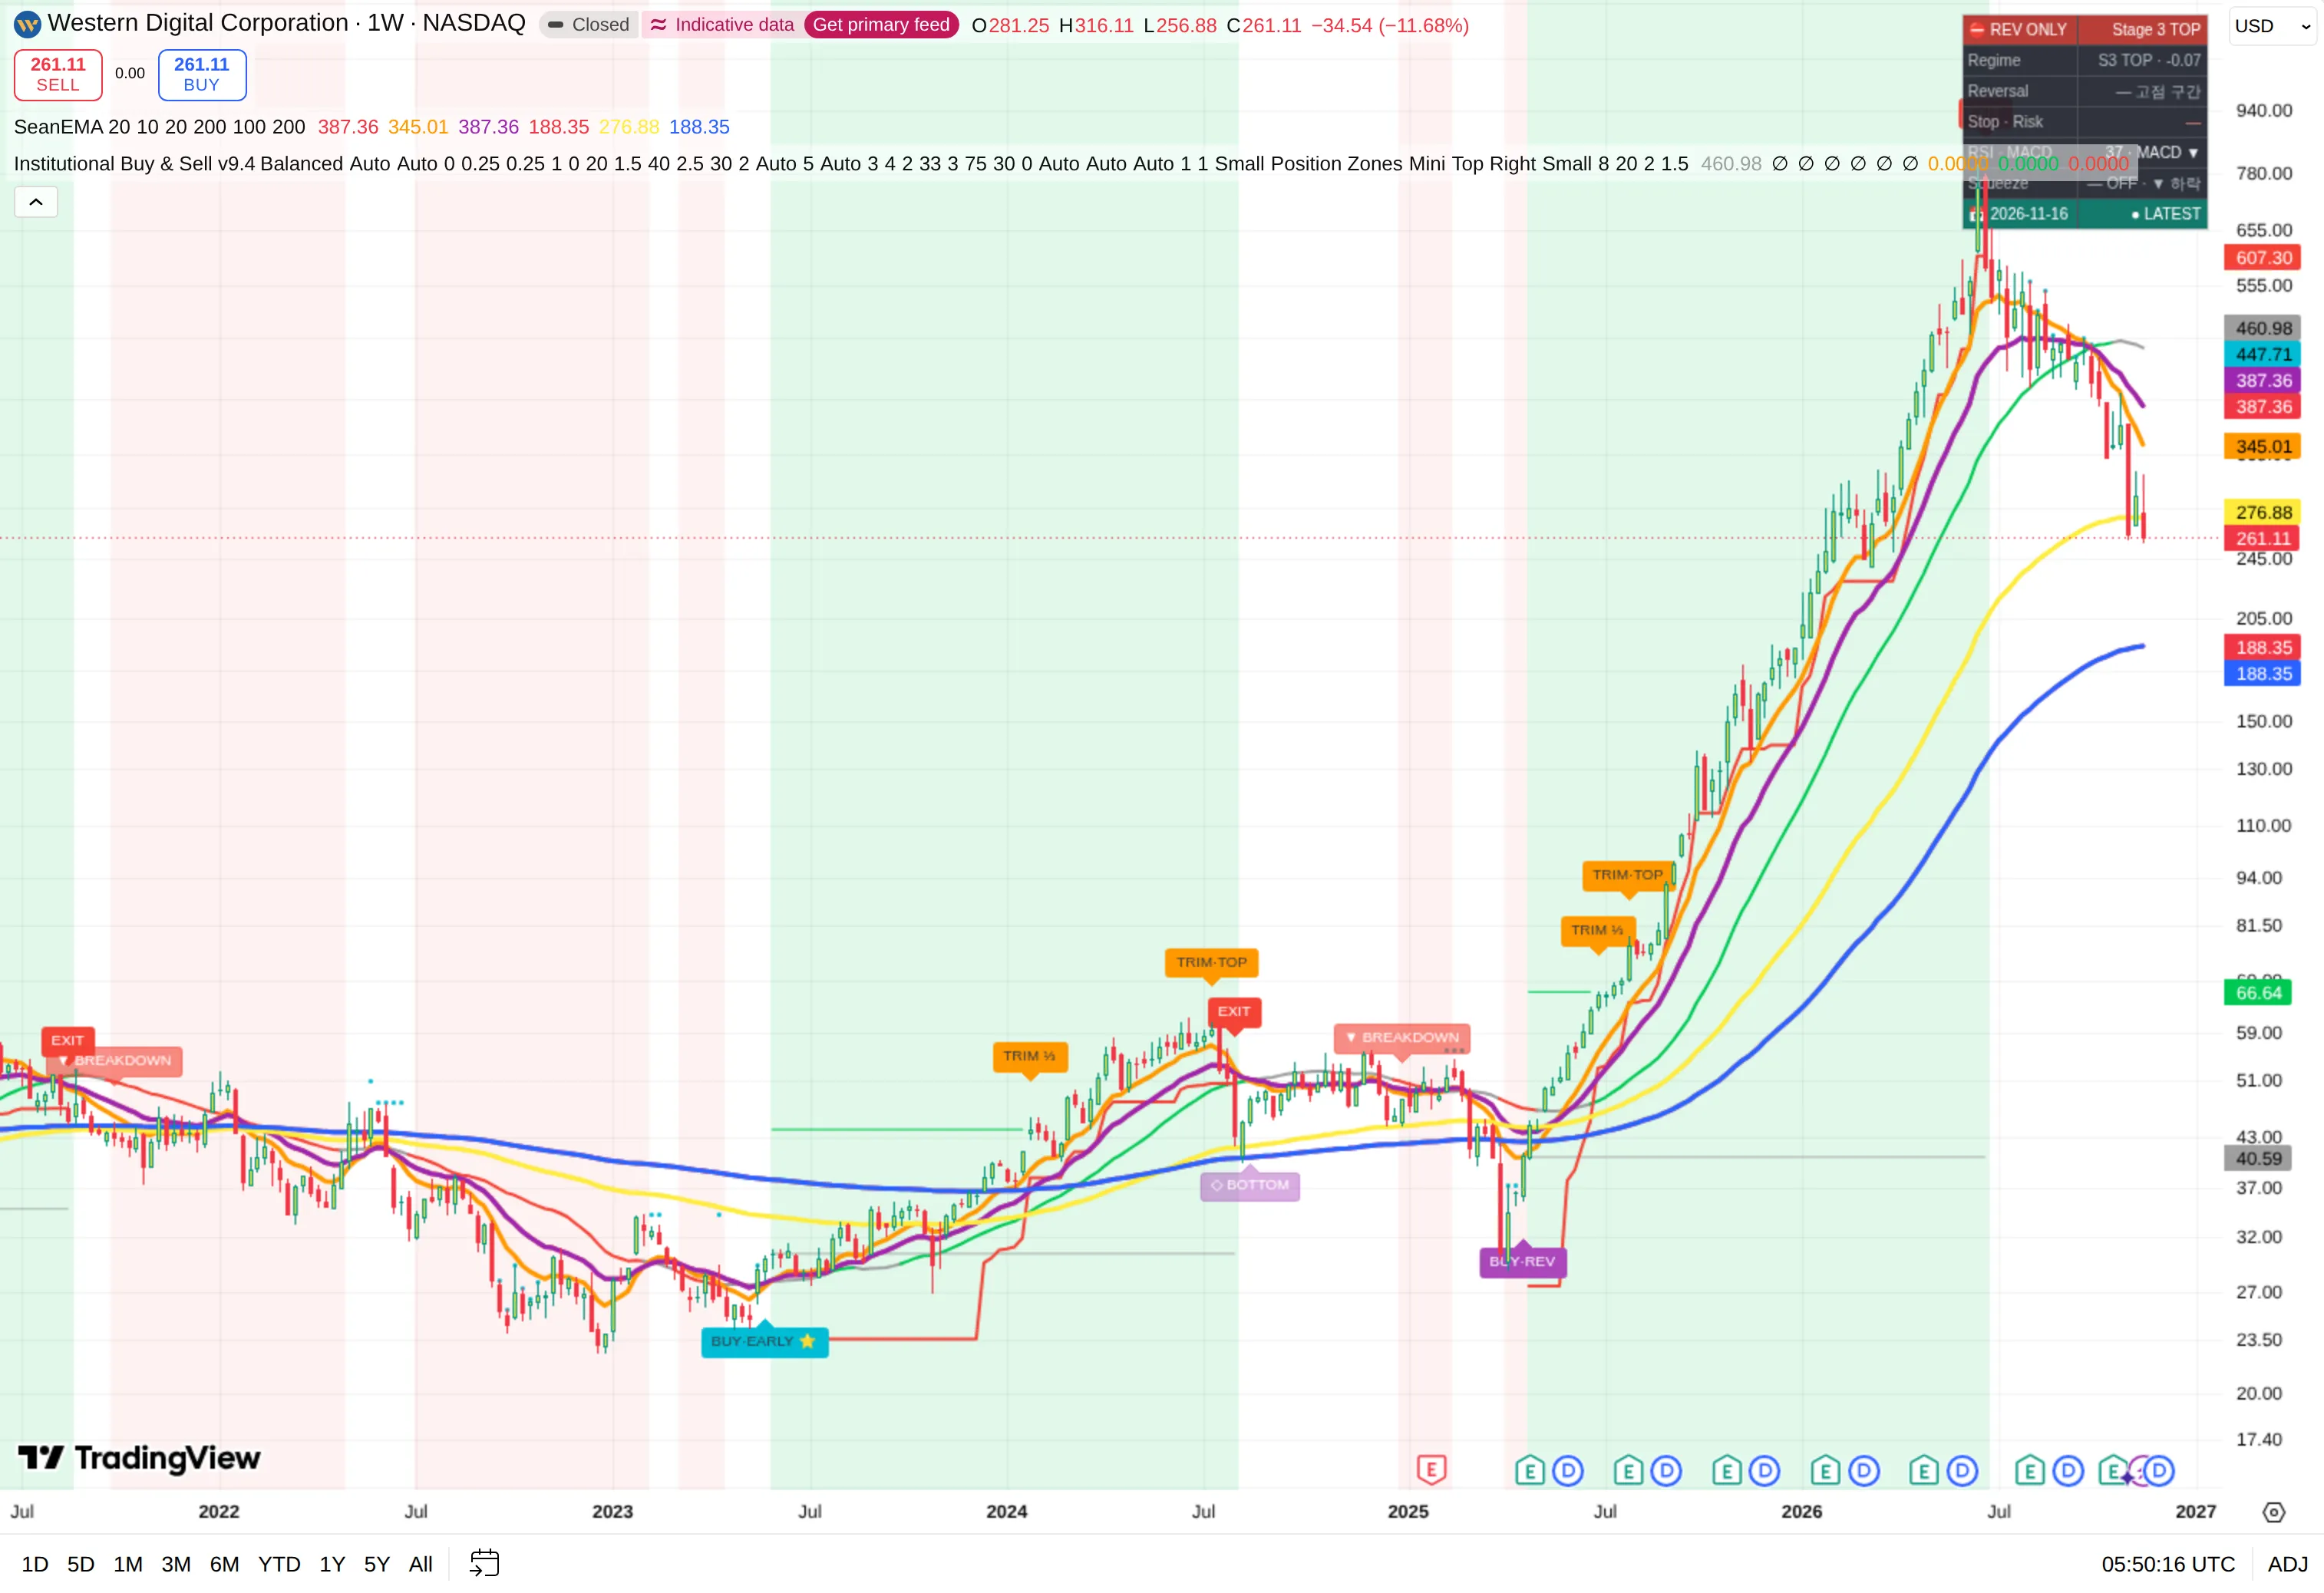 Western Digital Corporation · 1W · NASDAQ Closed Indicative data Get primary feed O281.25 H316.11 L256.88 C261.11 −34.54 (−11.68%)
USD
261.11 SELL
0.00
261.11 BUY
SeanEMA 20 10 20 200 100 200 387.36 345.01 387.36 188.35 276.88 188.35
Institutional Buy & Sell v9.4 Balanced Auto Auto 0 0.25 0.25 1 0 20 1.5 40 2.5 30 2 Auto 5 Auto 3 4 2 33 3 75 30 0 Auto Auto Auto 1 1 Small Position Zones Mini Top Right Small 8 20 2 1.5 460.98 ∅ ∅ ∅ ∅ ∅ ∅ 0.0000 0.0000 0.0000
REV ONLY Stage 3 TOP
Regime S3 TOP · -0.07
Reversal — 고점 구간
Stop · Risk —
RSI · MACD 37 · MACD ▼
Squeeze — OFF · ▼ 하락
2026-11-16 ● LATEST
940.00
780.00
655.00
607.30
555.00
460.98
447.71
387.36
387.36
345.01
276.88
261.11
245.00
205.00
188.35
188.35
150.00
130.00
110.00
94.00
81.50
66.64
59.00
51.00
43.00
40.59
37.00
32.00
27.00
23.50
20.00
17.40
TRIM-TOP
TRIM ⅓
TRIM-TOP
EXIT
▼ BREAKDOWN
EXIT
▼ BREAKDOWN
TRIM ⅓
◇ BOTTOM
BUY-REV
BUY-EARLY ⭐
TradingView
E E D E D E D E D E D E D E D
Jul 2022 Jul 2023 Jul 2024 Jul 2025 Jul 2026 Jul 2027
1D 5D 1M 3M 6M YTD 1Y 5Y All
05:50:16 UTC ADJ